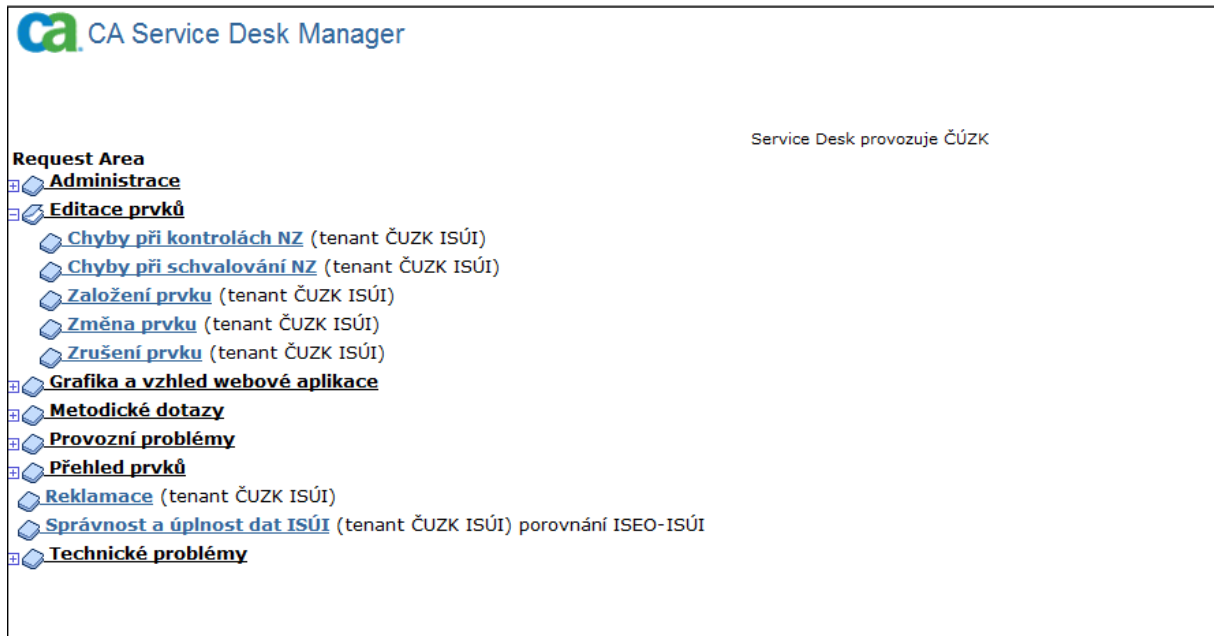 ca. CA Service Desk Manager
Service Desk provozuje ČÚZK
Request Area
Administrace
Editace prvků
Chyby při kontrolách NZ (tenant ČUZK ISÚI)
Chyby při schvalování NZ (tenant ČUZK ISÚI)
Založení prvku (tenant ČUZK ISÚI)
Změna prvku (tenant ČUZK ISÚI)
Zrušení prvku (tenant ČUZK ISÚI)
Grafika a vzhled webové aplikace
Metodické dotazy
Provozní problémy
Přehled prvků
Reklamace (tenant ČUZK ISÚI)
Správnost a úplnost dat ISÚI (tenant ČUZK ISÚI) porovnání ISEO-ISÚI
Technické problémy